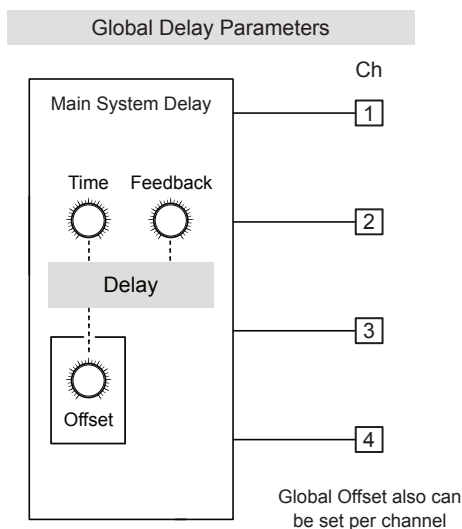 Global Delay Parameters
Ch
Main System Delay
1
Time Feedback
2
Delay
3
Offset
4
Global Offset also can
be set per channel